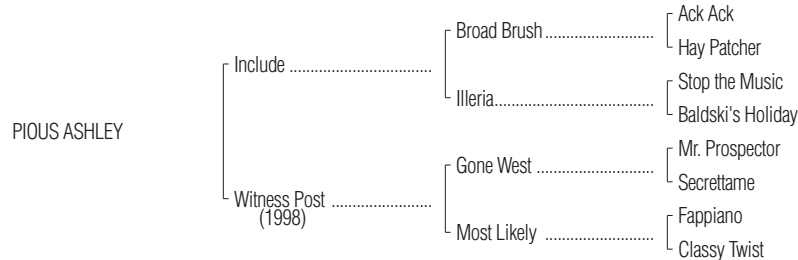 Ack Ack
Broad Brush
Hay Patcher
Include
Stop the Music
Illeria
Baldski's Holiday
PIOUS ASHLEY
Mr. Prospector
Gone West
Secrettame
Witness Post
(1998)
Fappiano
Most Likely
Classy Twist